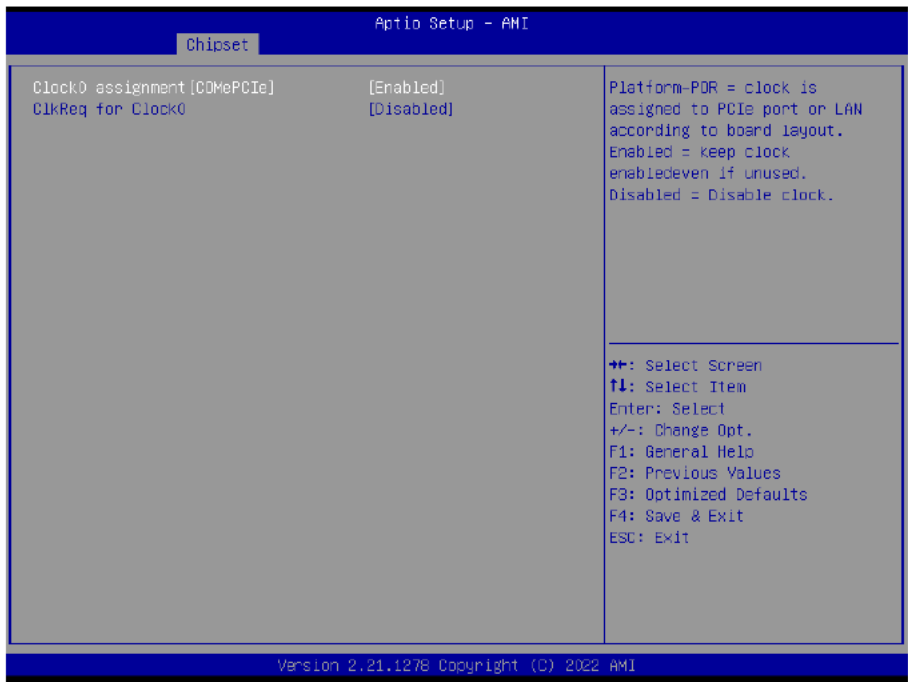 Aptio Setup - AMI
Chipset
Clock0 assignment[COMePCIe] [Enabled]
ClkReq for Clock0 [Disabled]
Platform-POR = clock is
assigned to PCIe port or LAN
according to board layout.
Enabled = keep clock
enabledeven if unused.
Disabled = Disable clock.
→←: Select Screen
↑↓: Select Item
Enter: Select
+/-: Change Opt.
F1: General Help
F2: Previous Values
F3: Optimized Defaults
F4: Save & Exit
ESC: Exit
Version 2.21.1278 Copyright (C) 2022 AMI